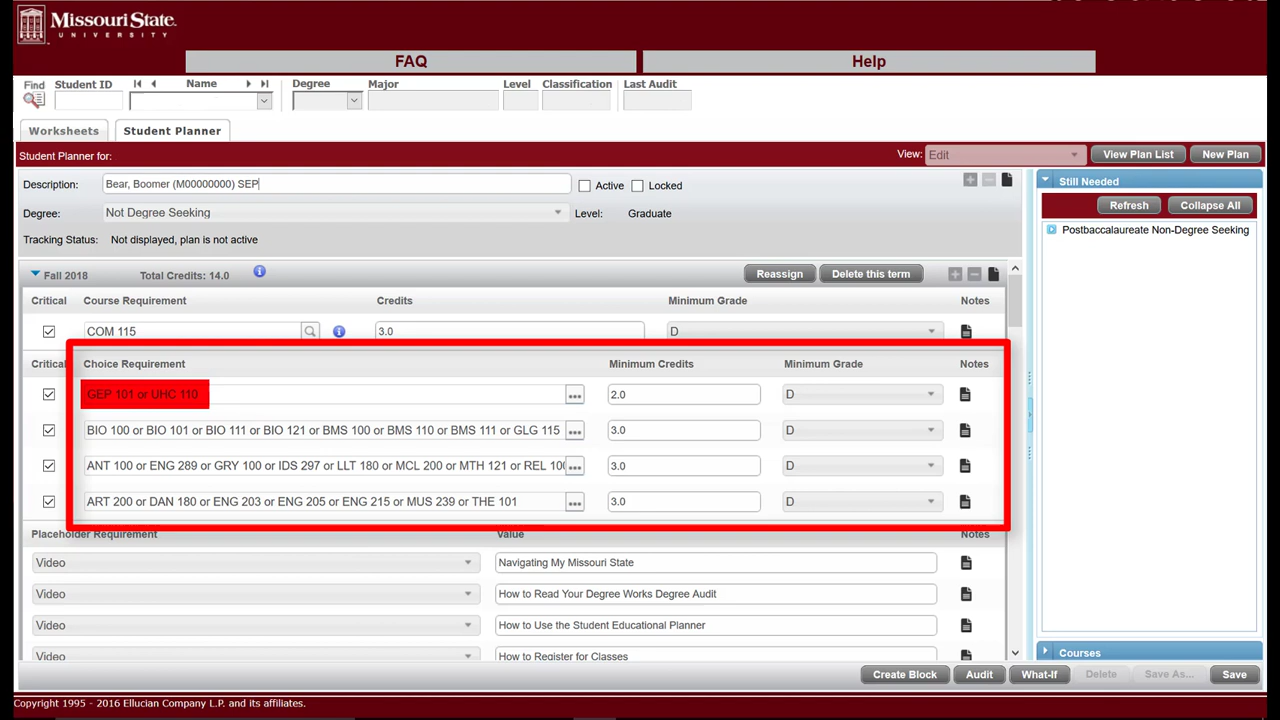 Missouri State
UNIVERSITY
FAQ
Help
Find Student ID Name Degree Major Level Classification Last Audit
Worksheets Student Planner
Student Planner for:
View: Edit View Plan List New Plan
Description: Bear, Boomer (M00000000) SEP Active Locked
Still Needed
Degree: Not Degree Seeking Level: Graduate
Refresh Collapse All
Tracking Status: Not displayed, plan is not active
Postbaccalaureate Non-Degree Seeking
Fall 2018 Total Credits: 14.0 Reassign Delete this term
Critical Course Requirement Credits Minimum Grade Notes
COM 115 3.0 D
Critical Choice Requirement Minimum Credits Minimum Grade Notes
GEP 101 or UHC 110 ... 2.0 D
BIO 100 or BIO 101 or BIO 111 or BIO 121 or BMS 100 or BMS 110 or BMS 111 or GLG 115 ... 3.0 D
ANT 100 or ENG 289 or GRY 100 or IDS 297 or LLT 180 or MCL 200 or MTH 121 or REL 100 ... 3.0 D
ART 200 or DAN 180 or ENG 203 or ENG 205 or ENG 215 or MUS 239 or THE 101 ... 3.0 D
Placeholder Requirement Value Notes
Video Navigating My Missouri State
Video How to Read Your Degree Works Degree Audit
Video How to Use the Student Educational Planner
Video How to Register for Classes
Courses
Create Block Audit What-If Delete Save As... Save
Copyright 1995 - 2016 Ellucian Company L.P. and its affiliates.